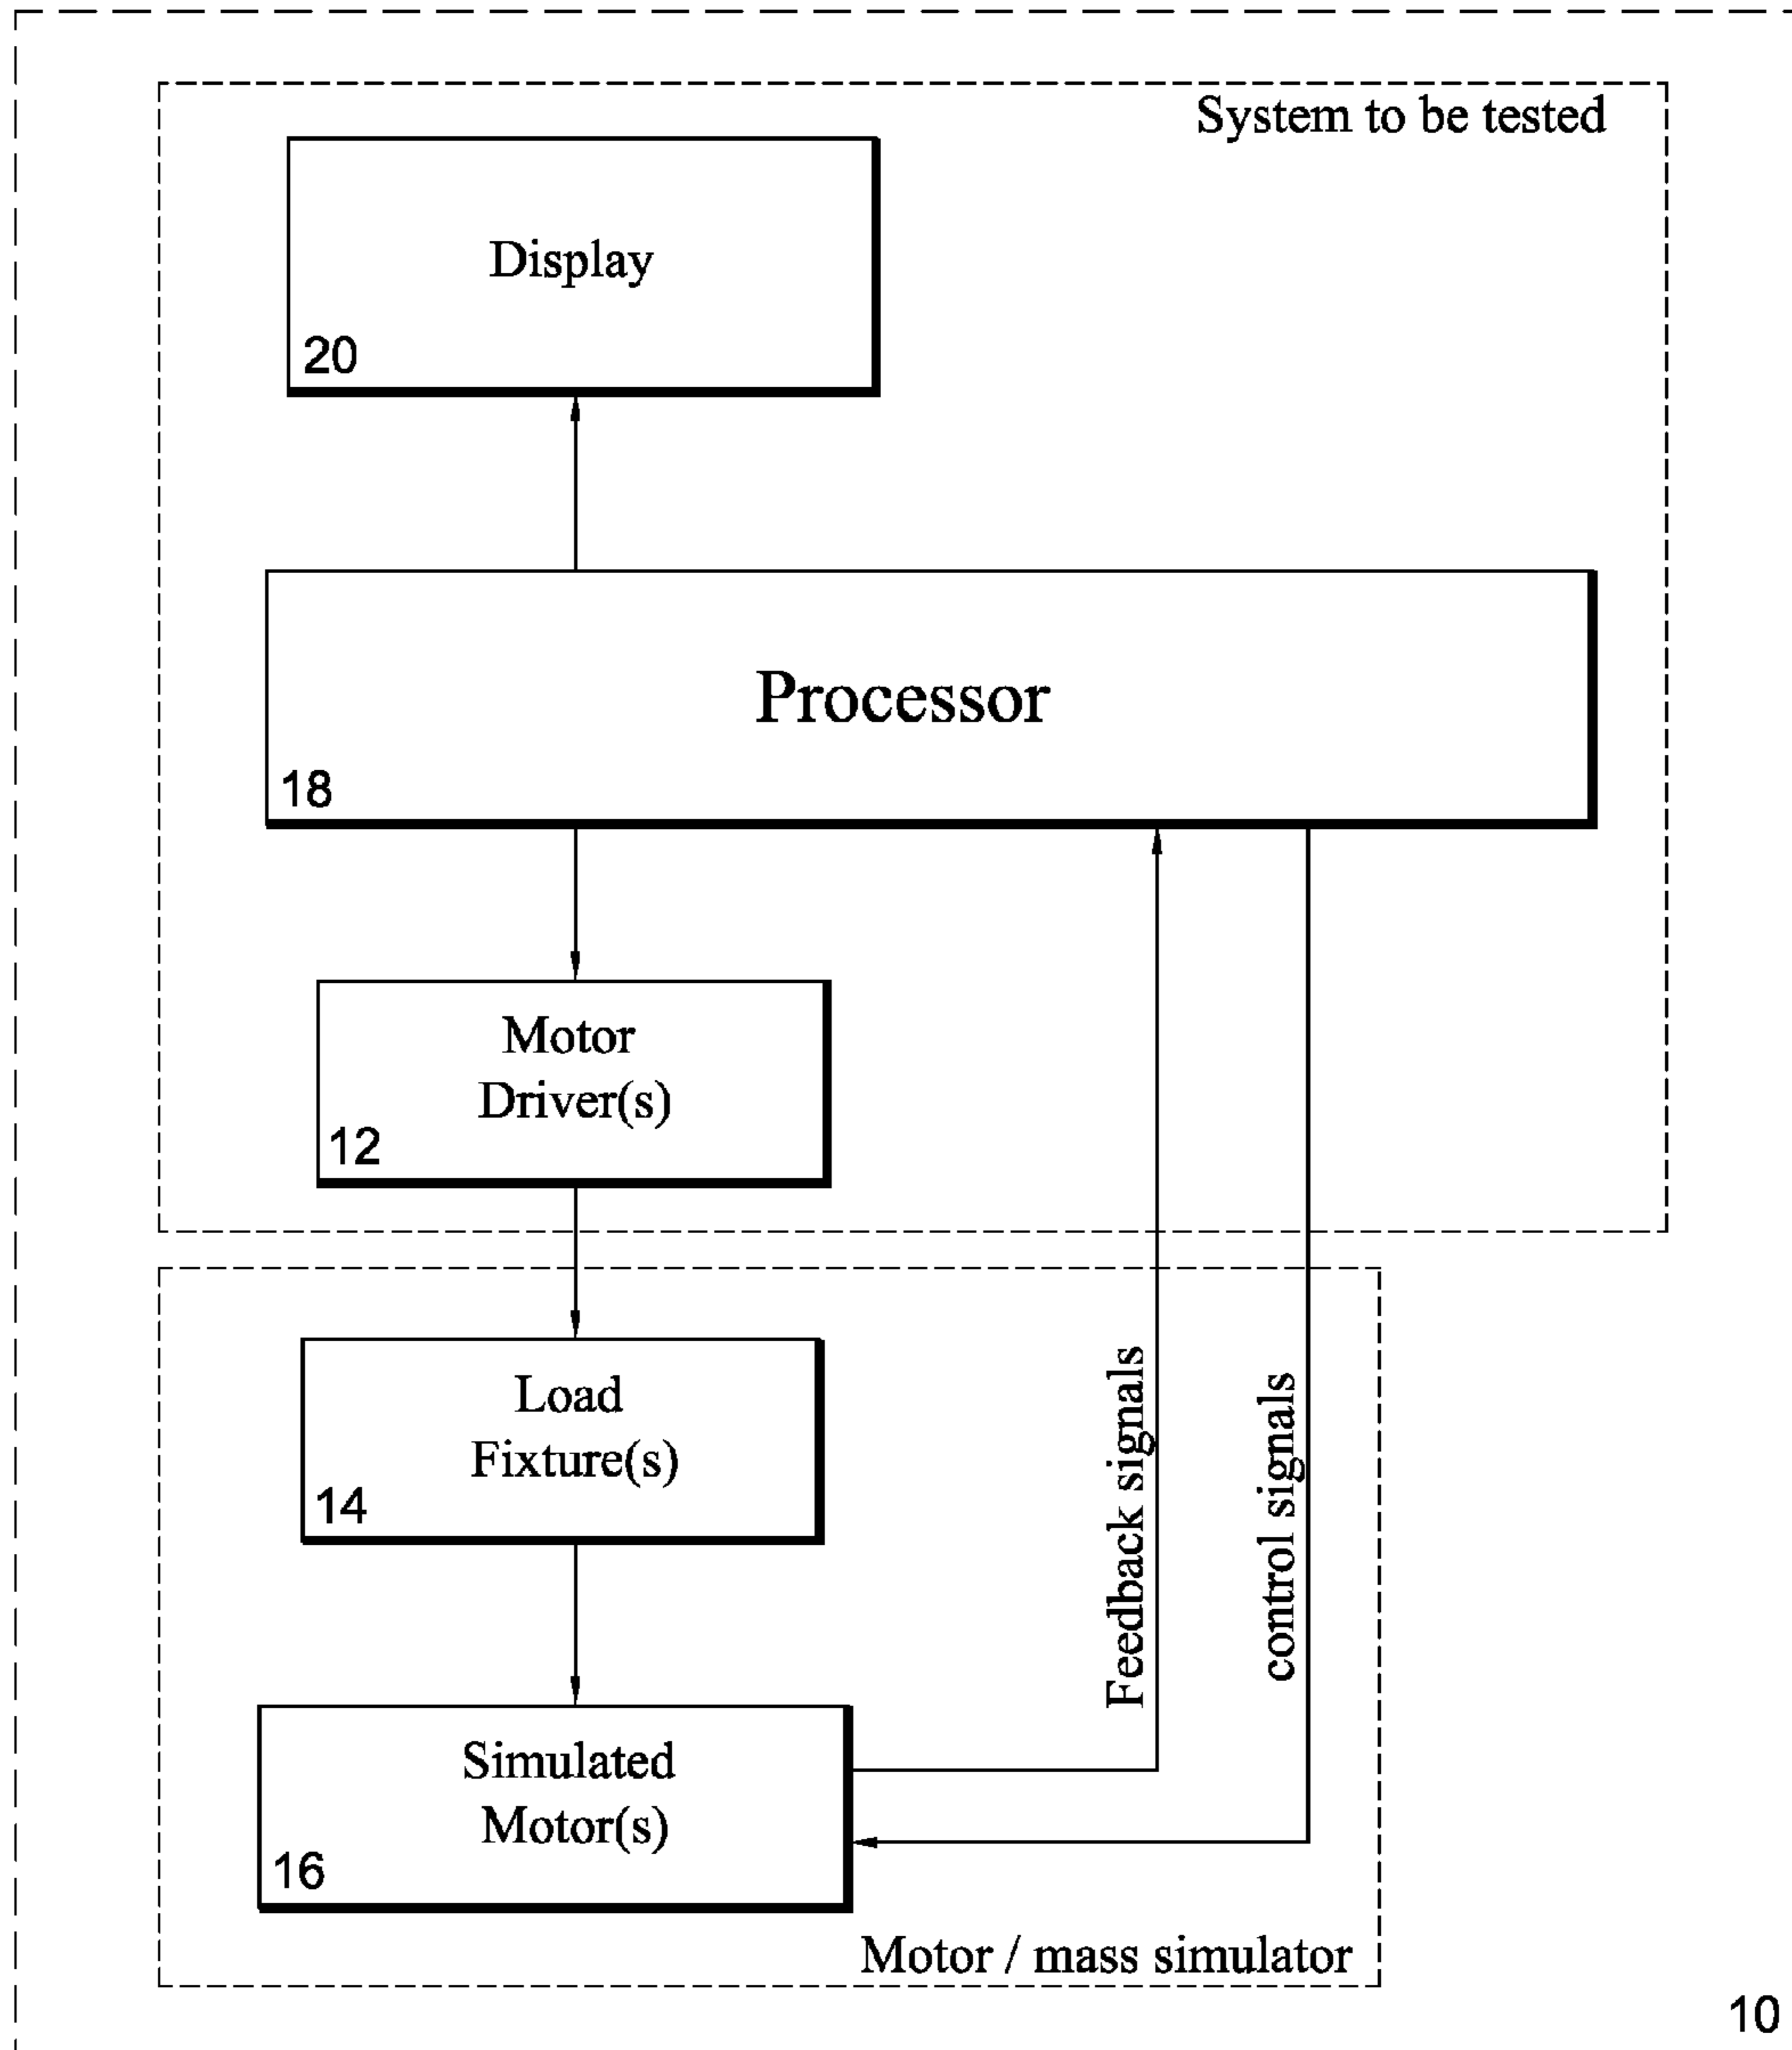 System to be tested
Display
20
Processor
18
Motor
Driver(s)
12
Load
Fixture(s)
14
Feedback signals
control signals
Simulated
Motor(s)
16
Motor / mass simulator
10